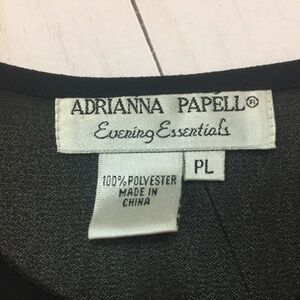 ADRIANNA PAPELL®
Evening Essentials
PL
100% POLYESTER
MADE IN
CHINA